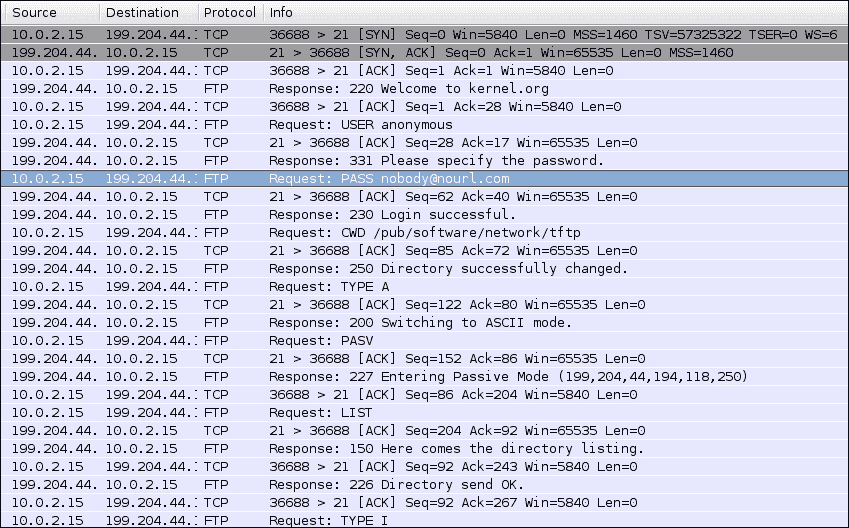 Source Destination Protocol Info
10.0.2.15 199.204.44.: TCP 36688 > 21 [SYN] Seq=0 Win=5840 Len=0 MSS=1460 TSV=57325322 TSER=0 WS=6
199.204.44. 10.0.2.15 TCP 21 > 36688 [SYN, ACK] Seq=0 Ack=1 Win=65535 Len=0 MSS=1460
10.0.2.15 199.204.44.: TCP 36688 > 21 [ACK] Seq=1 Ack=1 Win=5840 Len=0
199.204.44. 10.0.2.15 FTP Response: 220 Welcome to kernel.org
10.0.2.15 199.204.44.: TCP 36688 > 21 [ACK] Seq=1 Ack=28 Win=5840 Len=0
10.0.2.15 199.204.44.: FTP Request: USER anonymous
199.204.44. 10.0.2.15 TCP 21 > 36688 [ACK] Seq=28 Ack=17 Win=65535 Len=0
199.204.44. 10.0.2.15 FTP Response: 331 Please specify the password.
10.0.2.15 199.204.44.: FTP Request: PASS nobody@nourl.com
199.204.44. 10.0.2.15 TCP 21 > 36688 [ACK] Seq=62 Ack=40 Win=65535 Len=0
199.204.44. 10.0.2.15 FTP Response: 230 Login successful.
10.0.2.15 199.204.44.: FTP Request: CWD /pub/software/network/tftp
199.204.44. 10.0.2.15 TCP 21 > 36688 [ACK] Seq=85 Ack=72 Win=65535 Len=0
199.204.44. 10.0.2.15 FTP Response: 250 Directory successfully changed.
10.0.2.15 199.204.44.: FTP Request: TYPE A
199.204.44. 10.0.2.15 TCP 21 > 36688 [ACK] Seq=122 Ack=80 Win=65535 Len=0
199.204.44. 10.0.2.15 FTP Response: 200 Switching to ASCII mode.
10.0.2.15 199.204.44.: FTP Request: PASV
199.204.44. 10.0.2.15 TCP 21 > 36688 [ACK] Seq=152 Ack=86 Win=65535 Len=0
199.204.44. 10.0.2.15 FTP Response: 227 Entering Passive Mode (199,204,44,194,118,250)
10.0.2.15 199.204.44.: TCP 36688 > 21 [ACK] Seq=86 Ack=204 Win=5840 Len=0
10.0.2.15 199.204.44.: FTP Request: LIST
199.204.44. 10.0.2.15 TCP 21 > 36688 [ACK] Seq=204 Ack=92 Win=65535 Len=0
199.204.44. 10.0.2.15 FTP Response: 150 Here comes the directory listing.
10.0.2.15 199.204.44.: TCP 36688 > 21 [ACK] Seq=92 Ack=243 Win=5840 Len=0
199.204.44. 10.0.2.15 FTP Response: 226 Directory send OK.
10.0.2.15 199.204.44.: TCP 36688 > 21 [ACK] Seq=92 Ack=267 Win=5840 Len=0
10.0.2.15 199.204.44.: FTP Request: TYPE I